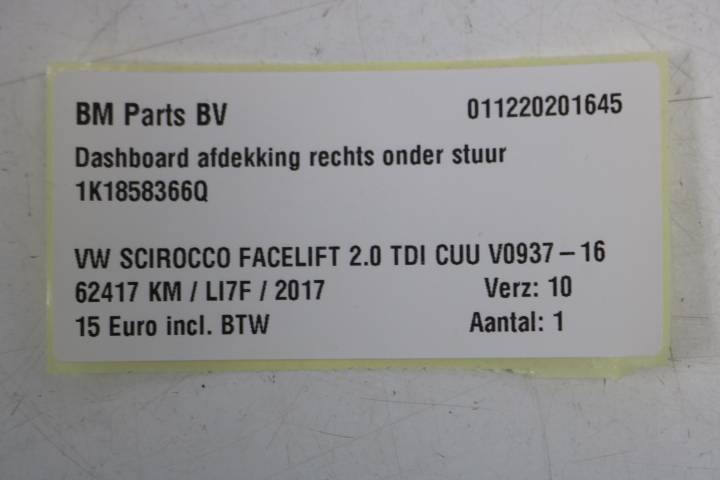 BM Parts BV 011220201645
Dashboard afdekking rechts onder stuur
1K1858366Q
VW SCIROCCO FACELIFT 2.0 TDI CUU V0937 – 16
62417 KM / LI7F / 2017 Verz: 10
15 Euro incl. BTW Aantal: 1